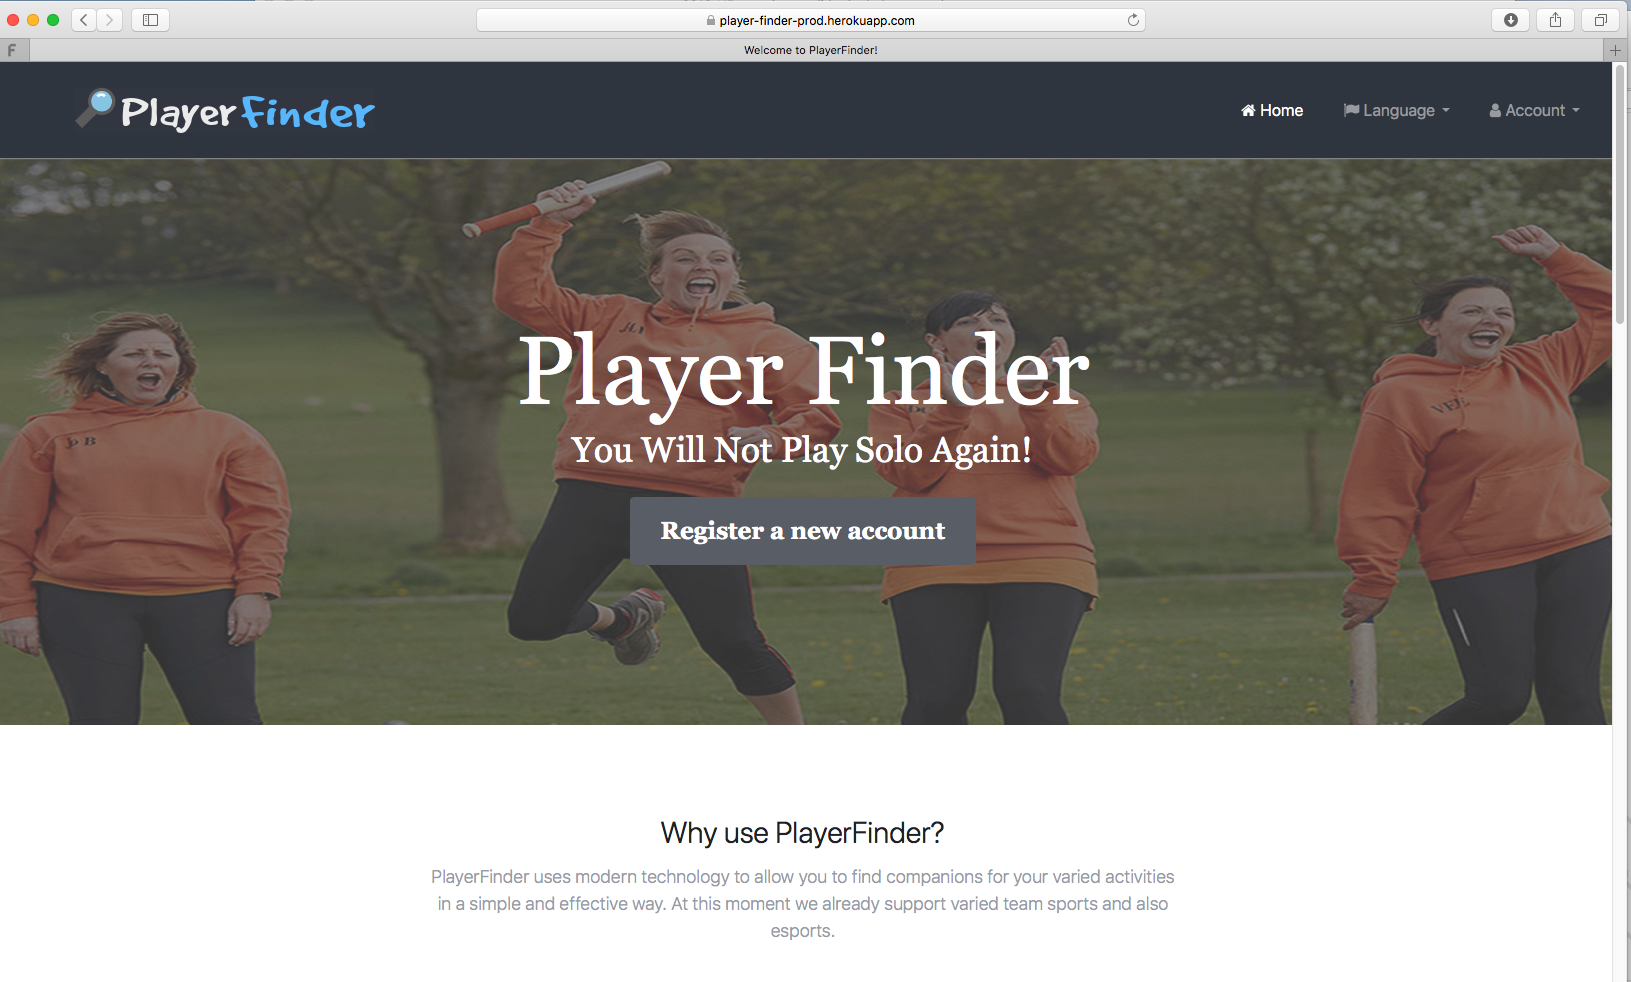 player-finder-prod.herokuapp.com
F
Welcome to PlayerFinder!
PlayerFinder
Home
Language
Account
JLV
Player Finder
Jo B
VEE
You Will Not Play Solo Again!
Register a new account
Why use PlayerFinder?
PlayerFinder uses modern technology to allow you to find companions for your varied activities
in a simple and effective way. At this moment we already support varied team sports and also
esports.